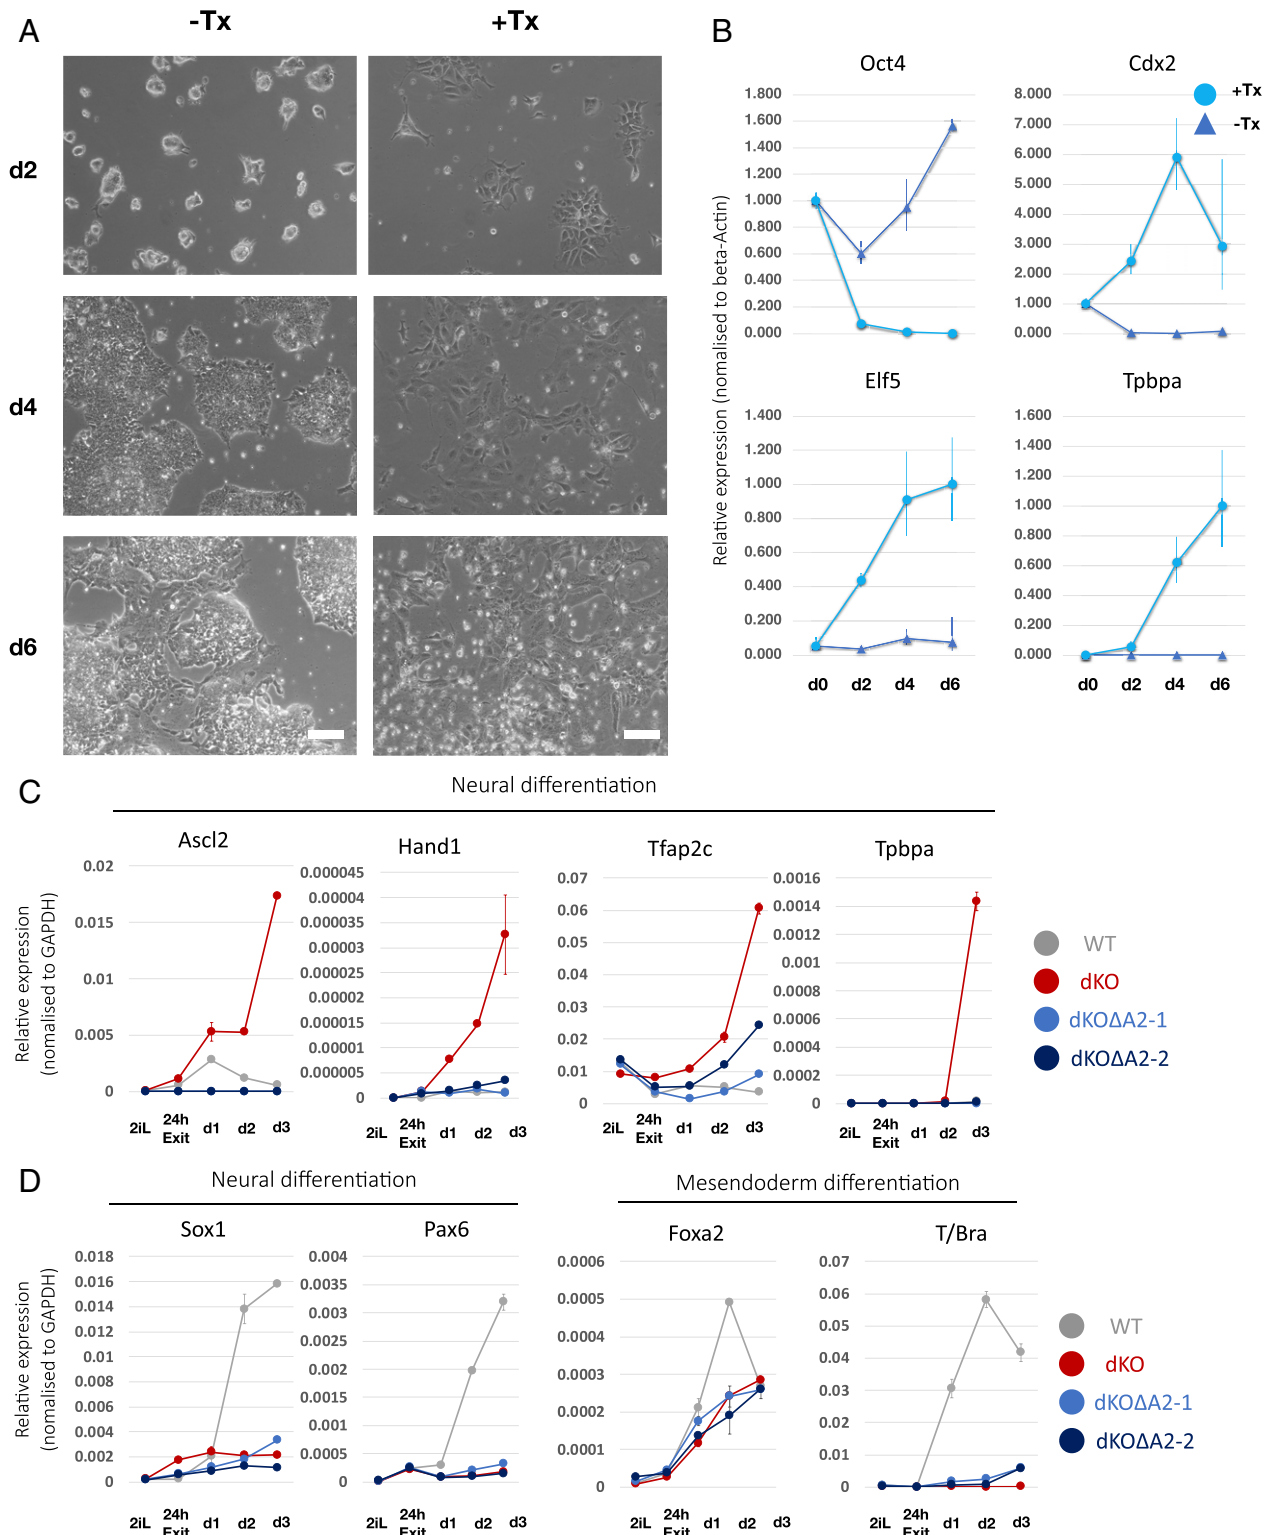 A
-Tx
+Tx
d2
d4
d6
B
Relative expression (nomalised to beta-Actin)
Oct4
1.800
1.600
1.400
1.200
1.000
0.800
0.600
0.400
0.200
0.000
Cdx2
8.000
7.000
6.000
5.000
4.000
3.000
2.000
1.000
0.000
+Tx
-Tx
Elf5
1.400
1.200
1.000
0.800
0.600
0.400
0.200
0.000
d0 d2 d4 d6
Tpbpa
1.600
1.400
1.200
1.000
0.800
0.600
0.400
0.200
0.000
d0 d2 d4 d6
C
Neural differentiation
Relative expression
(nomalised to GAPDH)
Ascl2
0.02
0.015
0.01
0.005
0
2iL 24h Exit d1 d2 d3
Hand1
0.000045
0.00004
0.000035
0.00003
0.000025
0.00002
0.000015
0.00001
0.000005
0
2iL 24h Exit d1 d2 d3
Tfap2c
0.07
0.06
0.05
0.04
0.03
0.02
0.01
0
2iL 24h Exit d1 d2 d3
Tpbpa
0.0016
0.0014
0.0012
0.001
0.0008
0.0006
0.0004
0.0002
0
2iL 24h Exit d1 d2 d3
WT
dKO
dKOΔA2-1
dKOΔA2-2
D
Neural differentiation
Relative expression
(nomalised to GAPDH)
Sox1
0.018
0.016
0.014
0.012
0.01
0.008
0.006
0.004
0.002
0
2iL 24h Exit d1 d2 d3
Pax6
0.004
0.0035
0.003
0.0025
0.002
0.0015
0.001
0.0005
0
2iL 24h Exit d1 d2 d3
Mesendoderm differentiation
Foxa2
0.0006
0.0005
0.0004
0.0003
0.0002
0.0001
0
2iL 24h Exit d1 d2 d3
T/Bra
0.07
0.06
0.05
0.04
0.03
0.02
0.01
0
2iL 24h Exit d1 d2 d3
WT
dKO
dKOΔA2-1
dKOΔA2-2